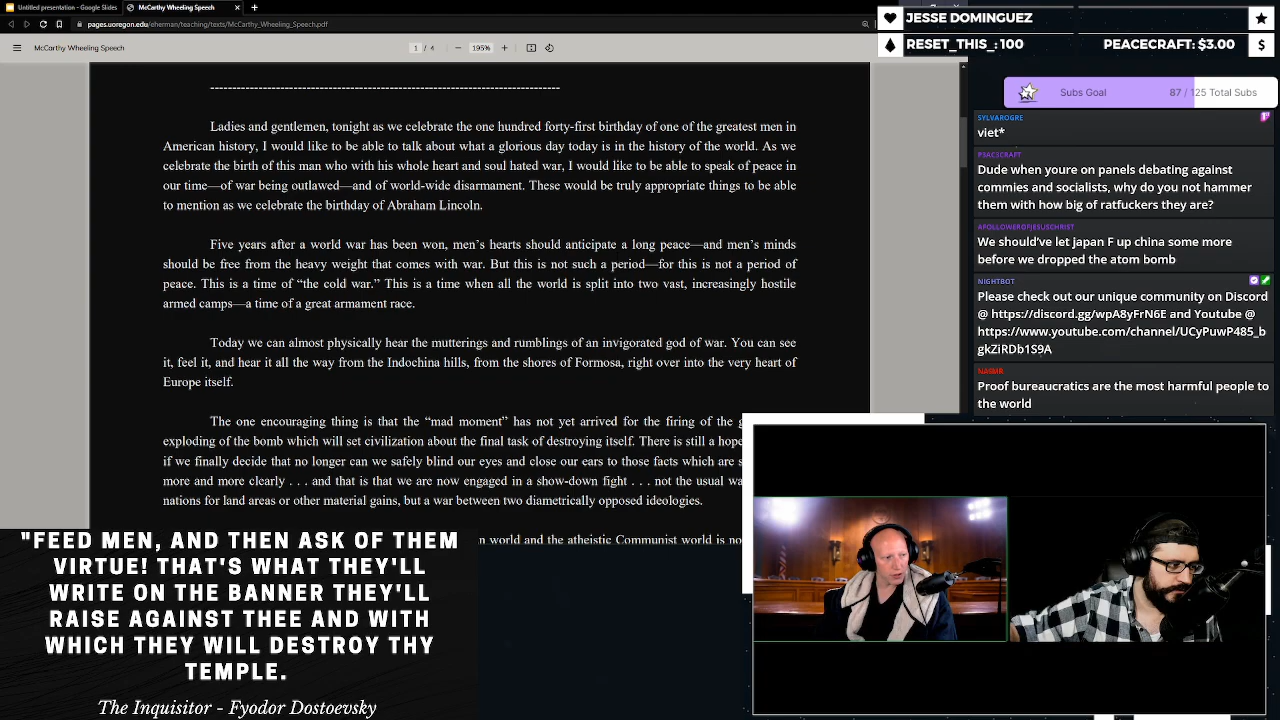 Untitled presentation - Google Slides
McCarthy_Wheeling_Speech.pdf
pages.uoregon.edu/eherman/teaching/texts/McCarthy_Wheeling_Speech.pdf
McCarthy_Wheeling Speech
1 / 4
195%
--------------------------------------------------------------------------------
Ladies and gentlemen, tonight as we celebrate the one hundred forty-first birthday of one of the greatest men in
American history, I would like to be able to talk about what a glorious day today is in the history of the world. As we
celebrate the birth of this man who with his whole heart and soul hated war, I would like to be able to speak of peace in
our time—of war being outlawed—and of world-wide disarmament. These would be truly appropriate things to be able
to mention as we celebrate the birthday of Abraham Lincoln.
Five years after a world war has been won, men's hearts should anticipate a long peace—and men's minds
should be free from the heavy weight that comes with war. But this is not such a period—for this is not a period of
peace. This is a time of “the cold war.” This is a time when all the world is split into two vast, increasingly hostile
armed camps—a time of a great armament race.
Today we can almost physically hear the mutterings and rumblings of an invigorated god of war. You can see
it, feel it, and hear it all the way from the Indochina hills, from the shores of Formosa, right over into the very heart of
Europe itself.
The one encouraging thing is that the “mad moment” has not yet arrived for the firing of the g
exploding of the bomb which will set civilization about the final task of destroying itself. There is still a hope
if we finally decide that no longer can we safely blind our eyes and close our ears to those facts which are s
more and more clearly . . . and that is that we are now engaged in a show-down fight . . . not the usual wa
nations for land areas or other material gains, but a war between two diametrically opposed ideologies.
n world and the atheistic Communist world is no
JESSE DOMINGUEZ
RESET_THIS_: 100
PEACECRAFT: $3.00
$
Subs Goal
87 / 125 Total Subs
SYLVAROGRE
viet*
P3AC3CRAFT
Dude when youre on panels debating against
commies and socialists, why do you not hammer
them with how big of ratfuckers they are?
AFOLLOWEROFJESUSCHRIST
We should've let japan F up china some more
before we dropped the atom bomb
NIGHTBOT
Please check out our unique community on Discord
@ https://discord.gg/wpA8yFrN6E and Youtube @
https://www.youtube.com/channel/UCyPuwP485_b
gkZiRDb1S9A
NASMR
Proof bureaucratics are the most harmful people to
the world
"FEED MEN, AND THEN ASK OF THEM
VIRTUE! THAT'S WHAT THEY'LL
WRITE ON THE BANNER THEY'LL
RAISE AGAINST THEE AND WITH
WHICH THEY WILL DESTROY THY
TEMPLE.
The Inquisitor - Fyodor Dostoevsky